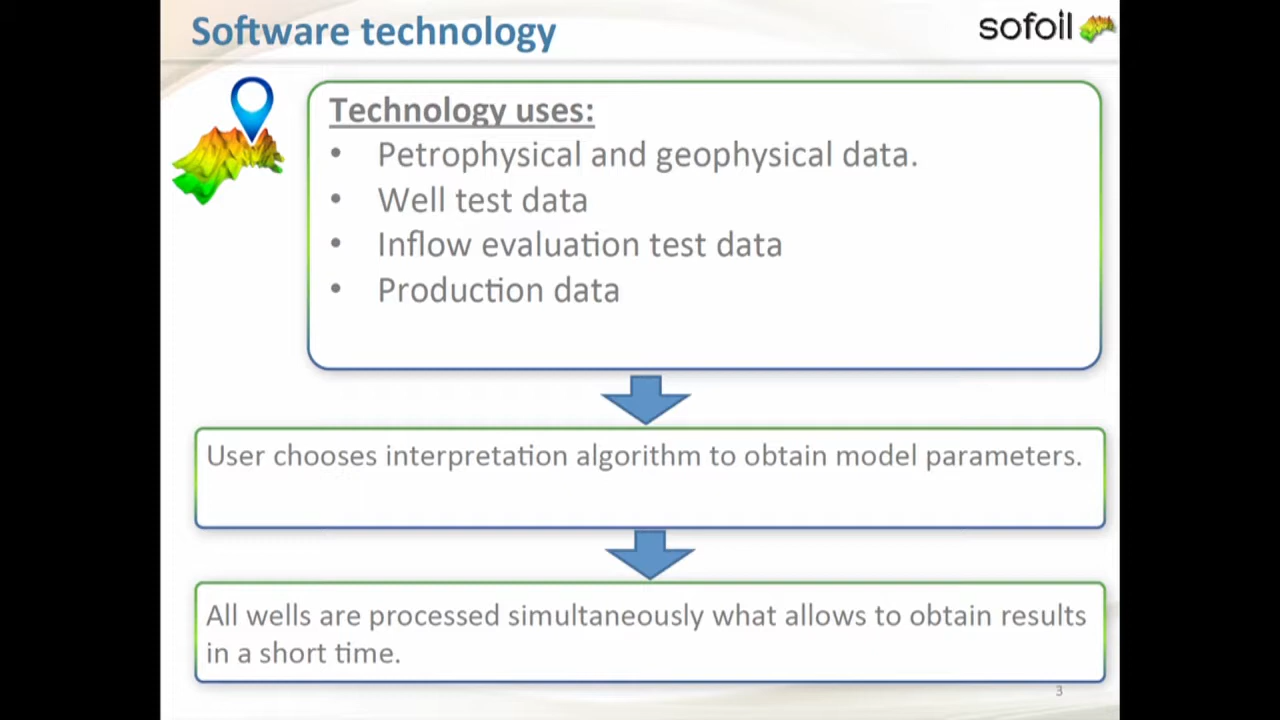 Software technology
sofoil
Technology uses:
• Petrophysical and geophysical data.
• Well test data
• Inflow evaluation test data
• Production data
User chooses interpretation algorithm to obtain model parameters.
All wells are processed simultaneously what allows to obtain results
in a short time.
3